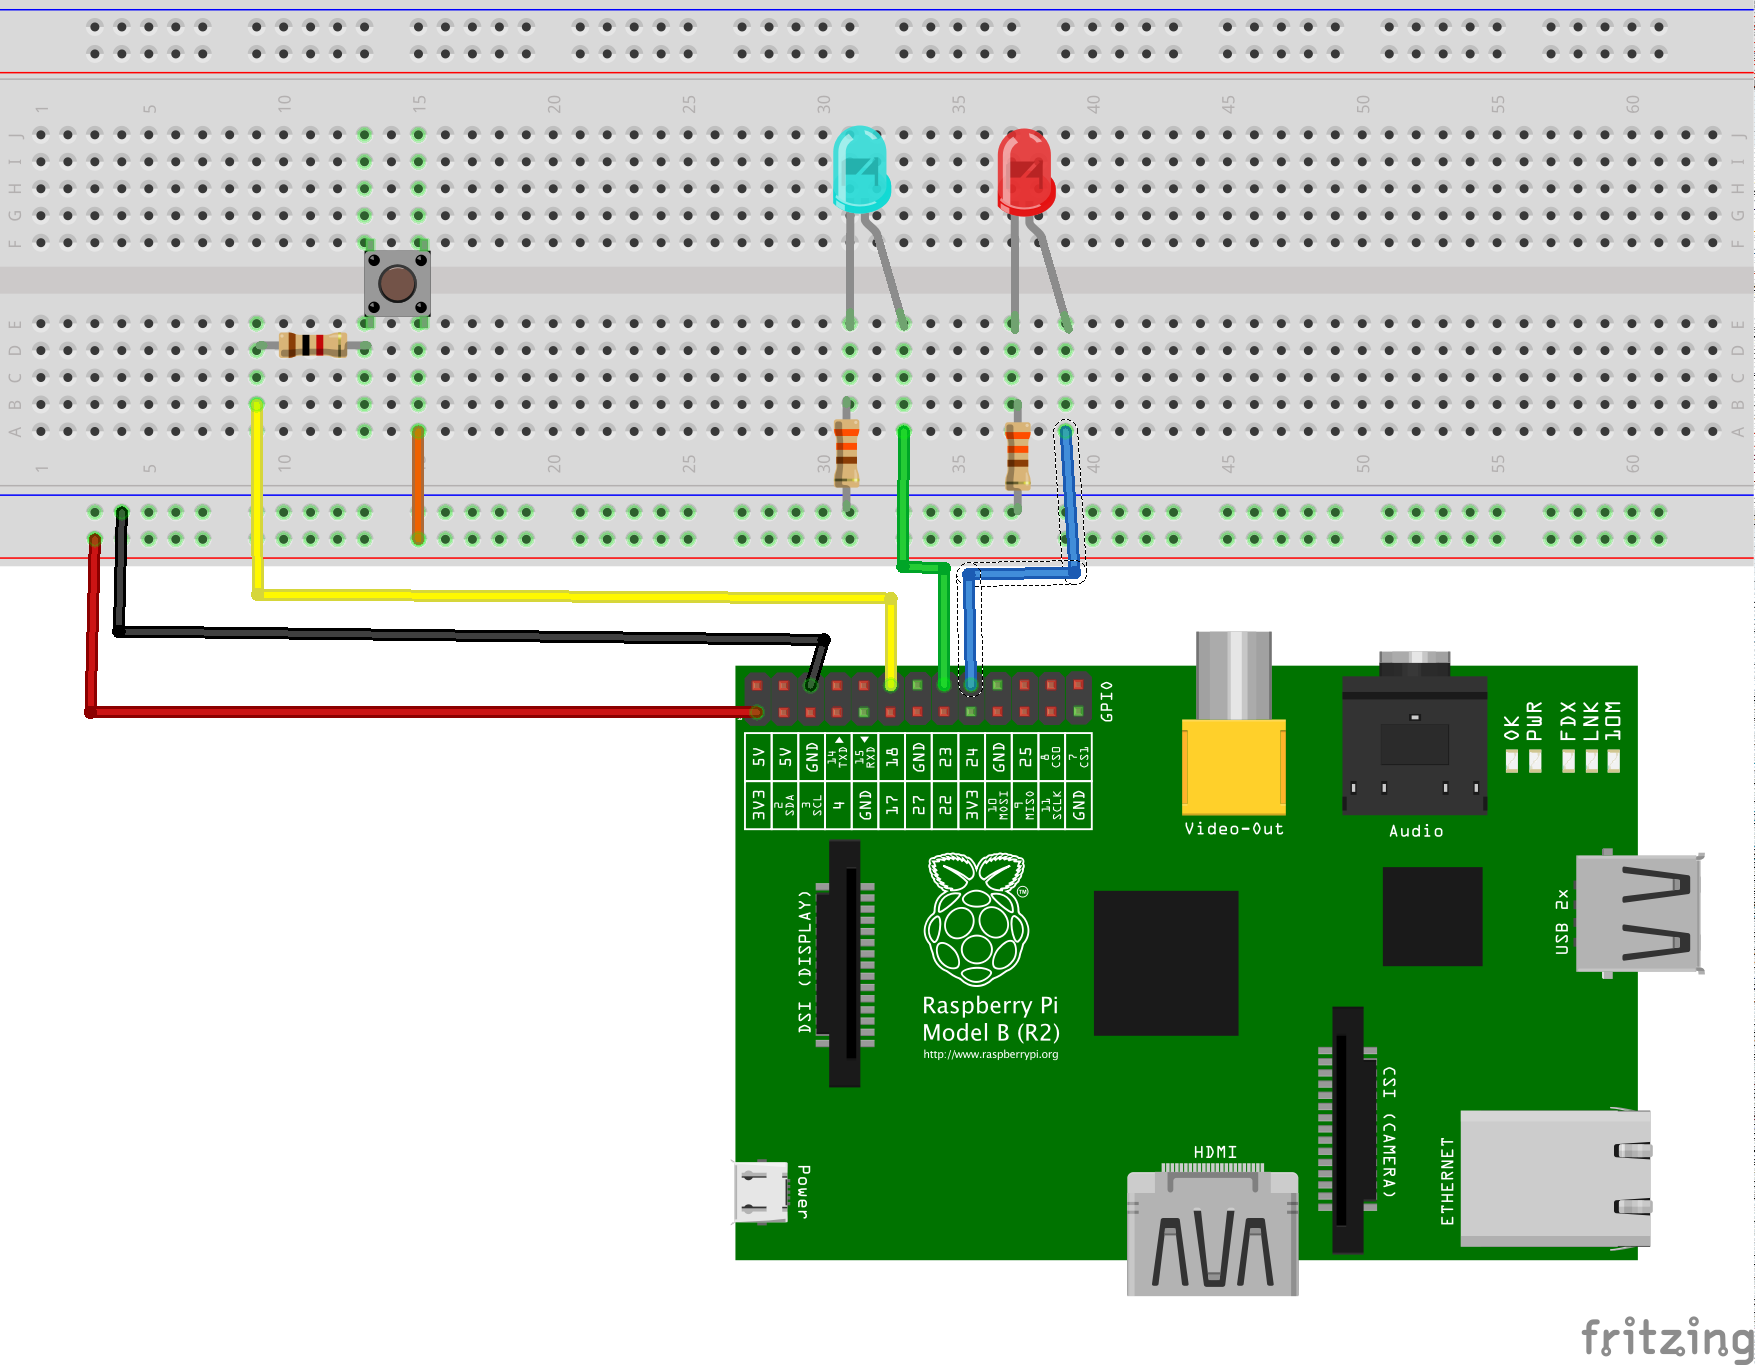 1 5 10 15 20 25 30 35 40 45 50 55 60
J J
I I
H H
G G
F F
E E
D D
C C
B B
A A
1 5 10 15 20 25 30 35 40 45 50 55 60
GPIO
5V 5V GND 14 TXD 15 RXD 18 GND 23 24 GND 25 8 CS0 7 CS1
3V3 2 SDA 3 SCL 4 GND 17 27 22 3V3 10 MOSI 9 MISO 11 SCLK GND
Video-Out
Audio
OK PWR FDX LNK 10M
USB 2x
DSI (DISPLAY)
Raspberry Pi
Model B (R2)
http://www.raspberrypi.org
TM
CSI (CAMERA)
Power
HDMI
ETHERNET
fritzing